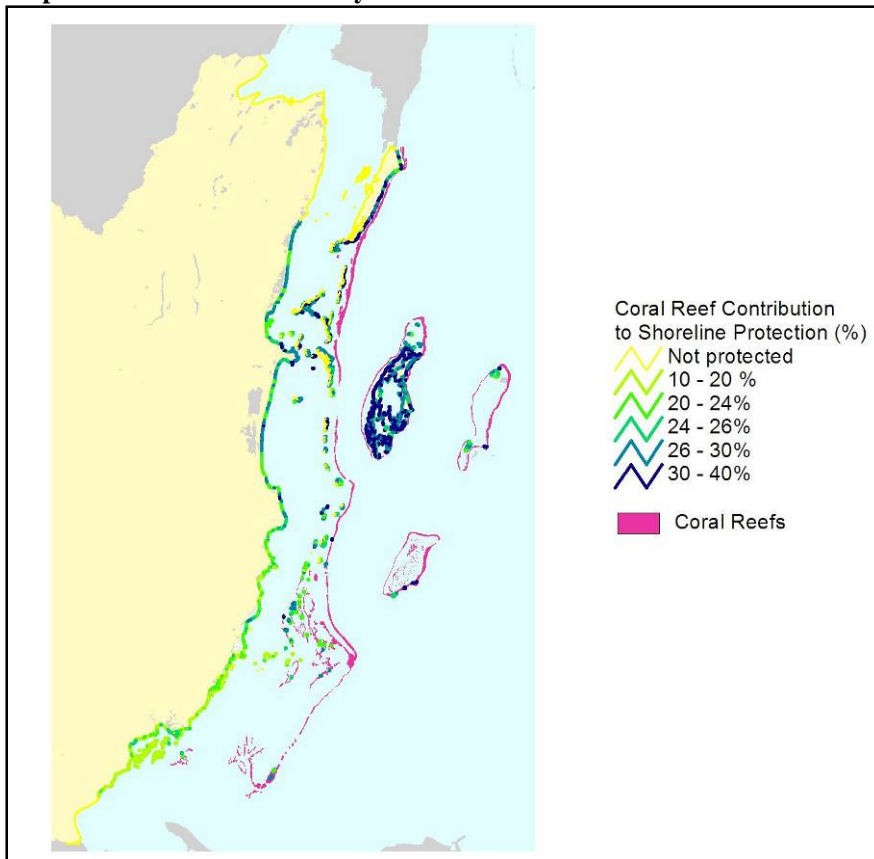 Coral Reef Contribution
to Shoreline Protection (%)
Not protected
10 - 20 %
20 - 24%
24 - 26%
26 - 30%
30 - 40%
Coral Reefs